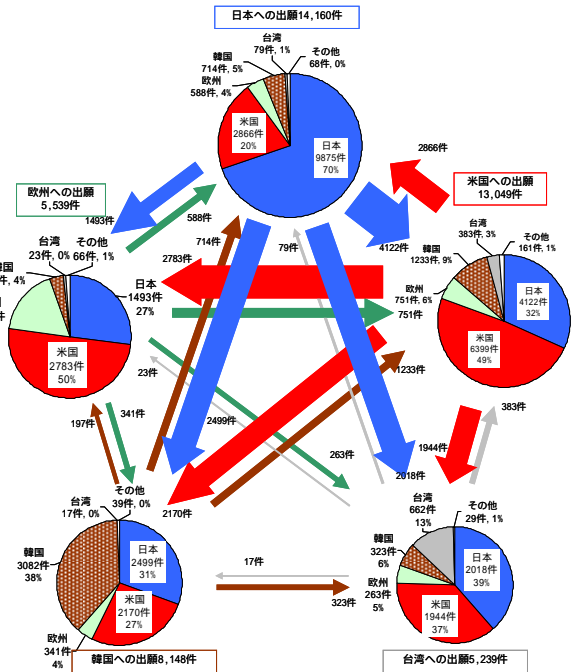 日本への出願14,160件
台湾
79件, 1%
その他
68件, 0%
韓国
714件, 5%
欧州
588件, 4%
米国
2866件
20%
日本
9875件
70%
2866件
米国への出願
13,049件
欧州への出願
5,539件
1493件
588件
714件
79件
4122件
台湾
383件, 3%
その他
161件, 1%
韓国
1233件, 9%
欧州
751件, 6%
日本
4122件
32%
米国
6399件
49%
台湾
23件, 0%
その他
66件, 1%
国
件, 4%
件
日本
1493件
27%
米国
2783件
50%
2783件
751件
23件
1233件
2499件
263件
383件
341件
197件
1944件
2018件
2170件
台湾
17件, 0%
その他
39件, 0%
韓国
3082件
38%
日本
2499件
31%
米国
2170件
27%
欧州
341件
4%
韓国への出願8,148件
17件
323件
台湾
662件
13%
その他
29件, 1%
韓国
323件
6%
欧州
263件
5%
日本
2018件
39%
米国
1944件
37%
台湾への出願5,239件